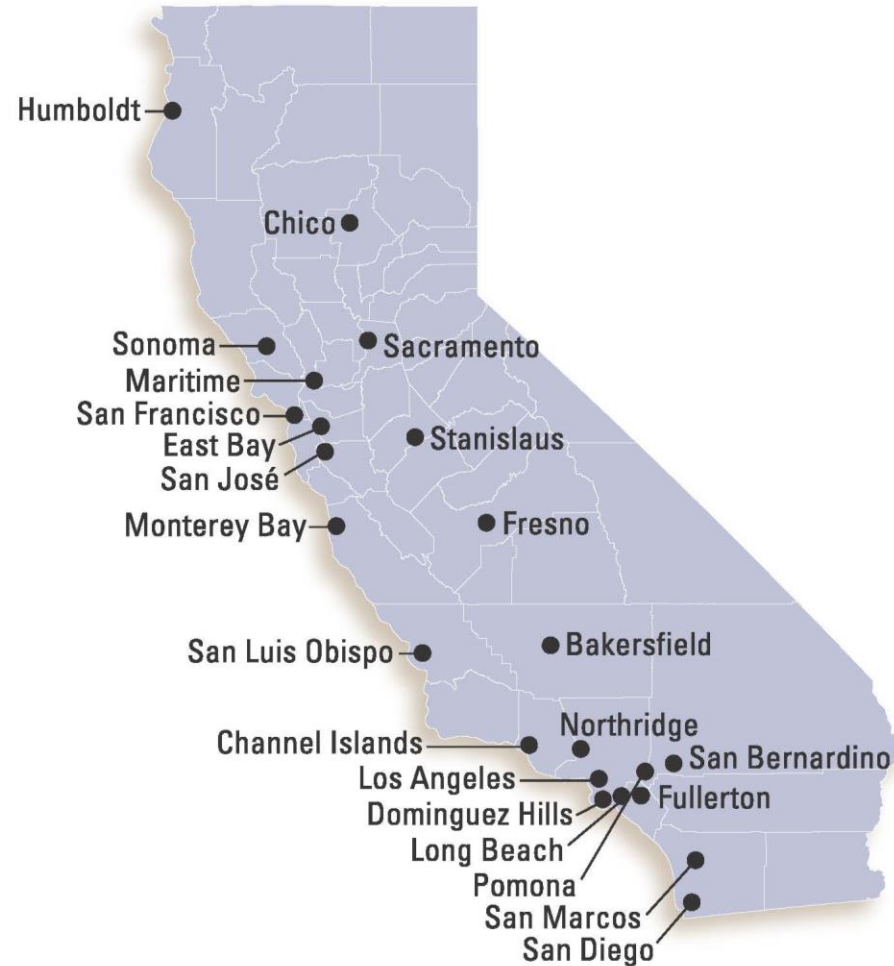 Humboldt
Chico
Sonoma
Sacramento
Maritime
San Francisco
East Bay
Stanislaus
San José
Monterey Bay
Fresno
San Luis Obispo
Bakersfield
Channel Islands
Northridge
San Bernardino
Los Angeles
Fullerton
Dominguez Hills
Long Beach
Pomona
San Marcos
San Diego